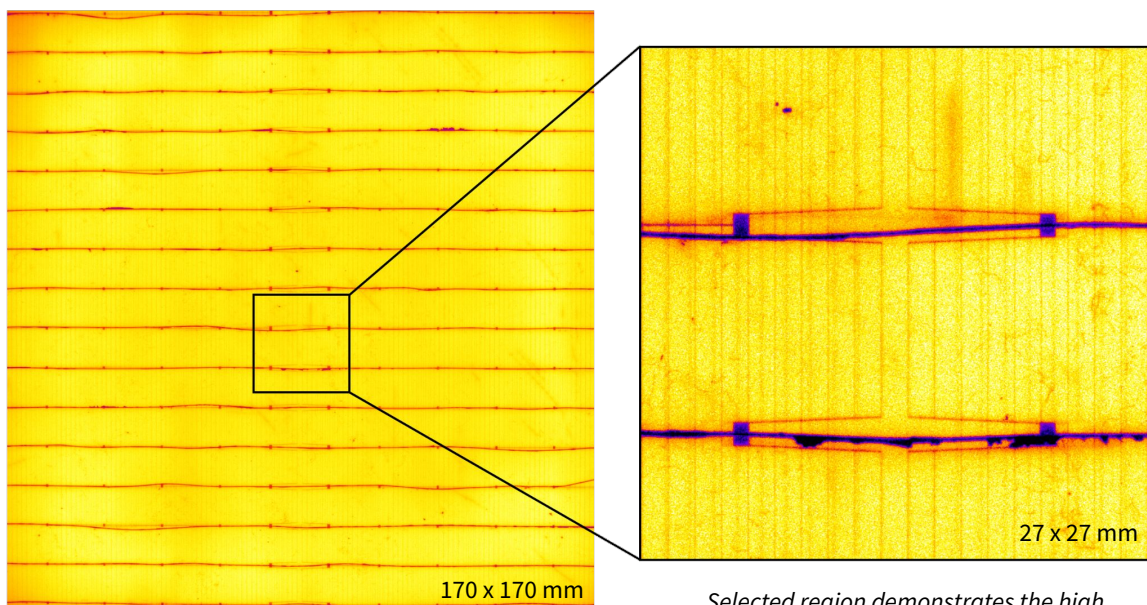 170 x 170 mm
27 x 27 mm
Selected region demonstrates the high